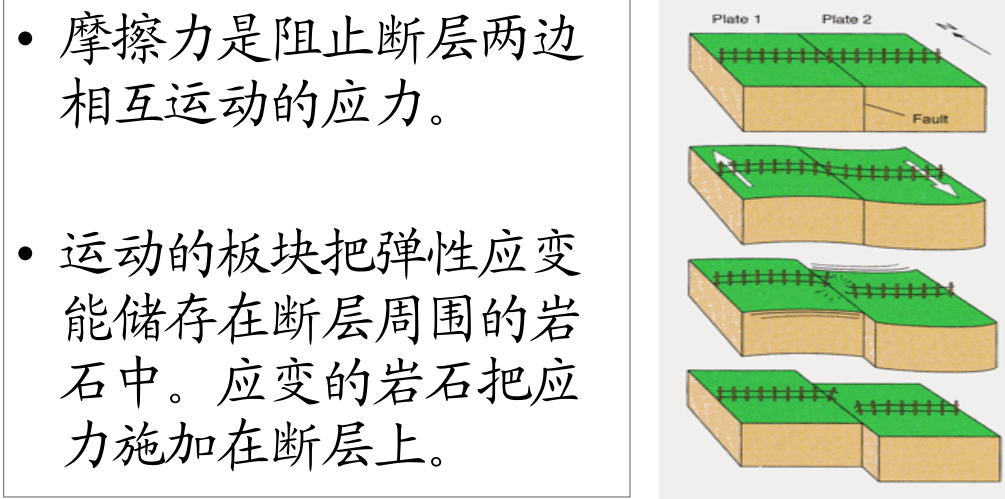 • 摩擦力是阻止断层两边
相互运动的应力。
• 运动的板块把弹性应变
能储存在断层周围的岩
石中。应变的岩石把应
力施加在断层上。
Plate 1 Plate 2
Fault